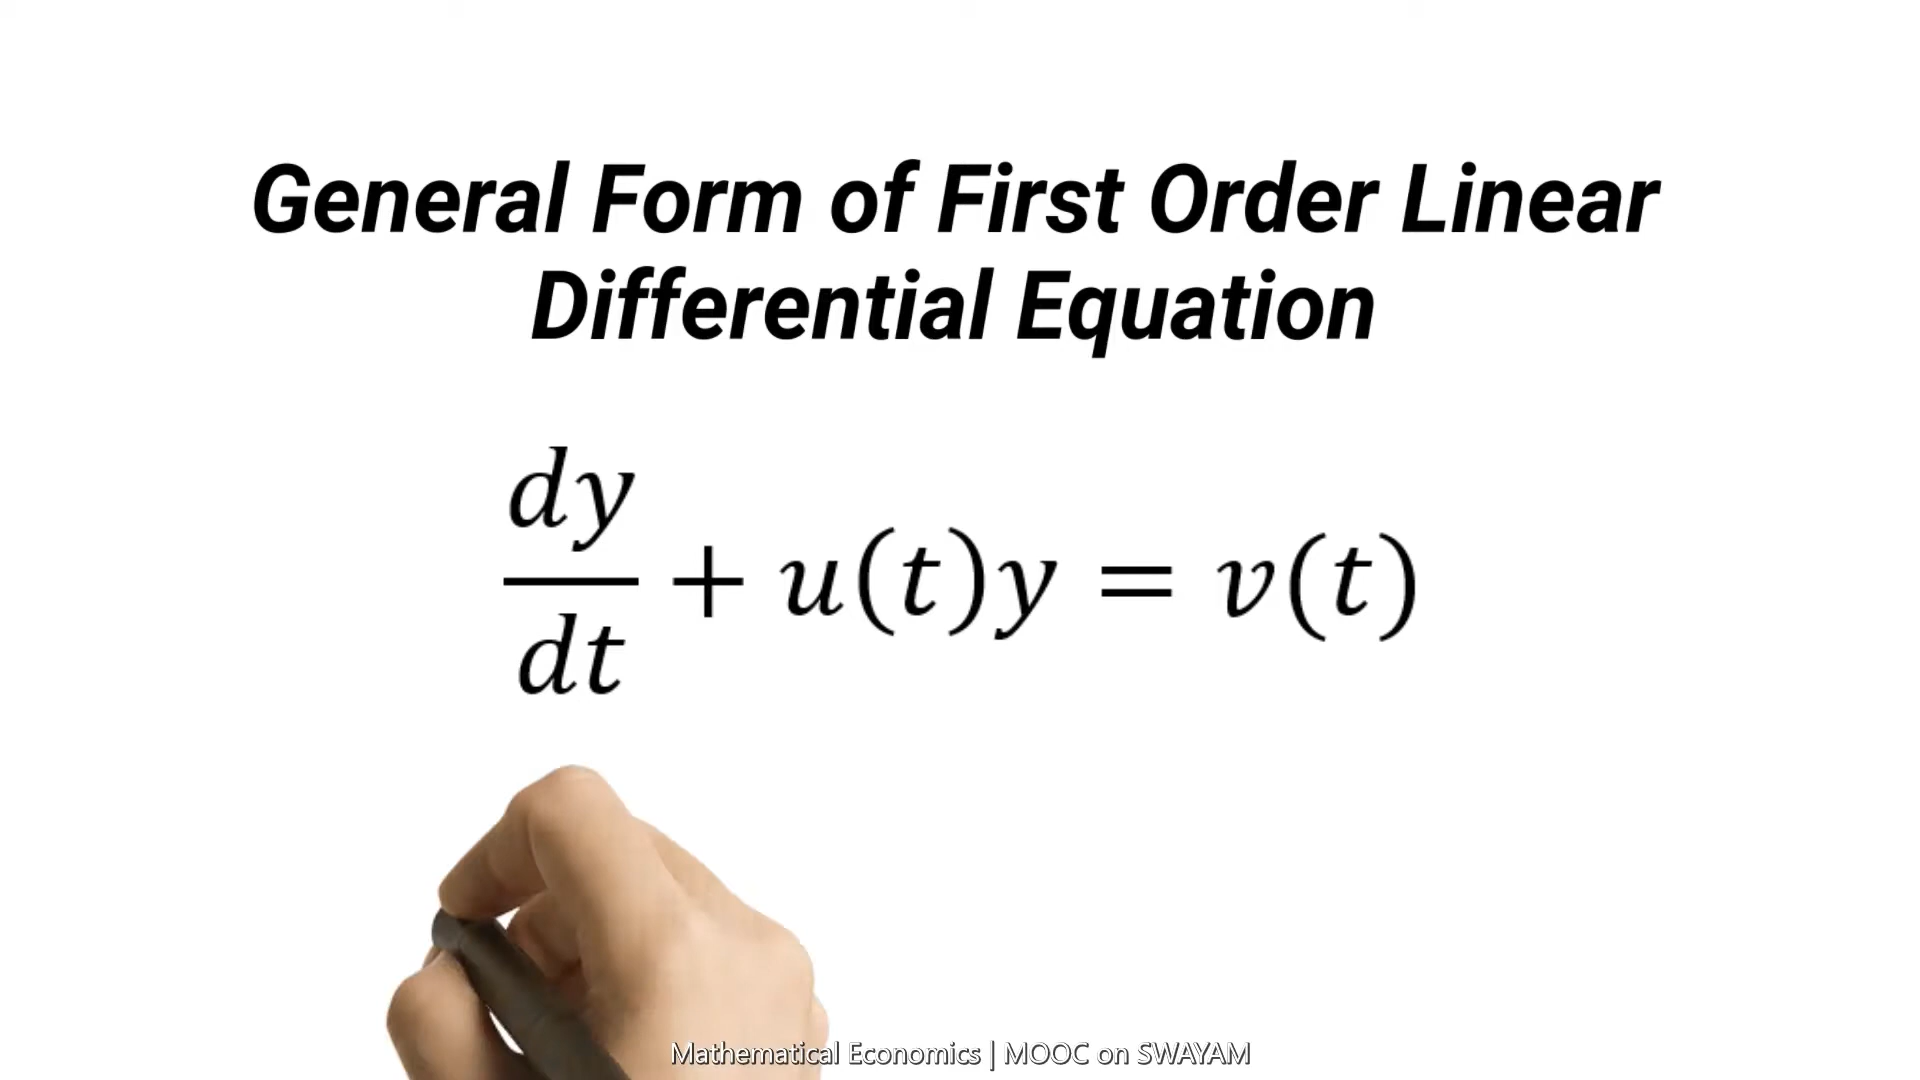 General Form of First Order Linear
Differential Equation
dy/dt + u(t)y = v(t)
Mathematical Economics | MOOC on SWAYAM